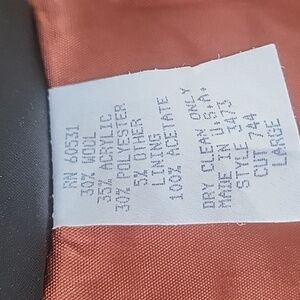 RN 60531
30% WOOL
35% ACRYLIC
30% POLYESTER
5% OTHER
LINING
100% ACETATE
DRY CLEAN ONLY
MADE IN U.S.A.
STYLE 1473
CUT 744
LARGE